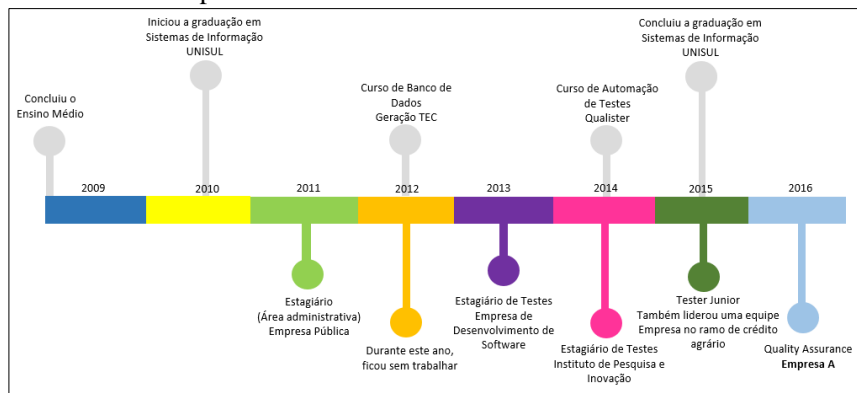 Iniciou a graduação em
Sistemas de Informação
UNISUL
Concluiu a graduação em
Sistemas de Informação
UNISUL
Concluiu o
Ensino Médio
Curso de Banco de
Dados
Geração TEC
Curso de Automação
de Testes
Qualister
2009
2010
2011
2012
2013
2014
2015
2016
Estagiário
(Área administrativa)
Empresa Pública
Durante este ano,
ficou sem trabalhar
Estagiário de Testes
Empresa de
Desenvolvimento de
Software
Estagiário de Testes
Instituto de Pesquisa e
Inovação
Tester Junior
Também liderou uma equipe
Empresa no ramo de crédito
agrário
Quality Assurance
Empresa A